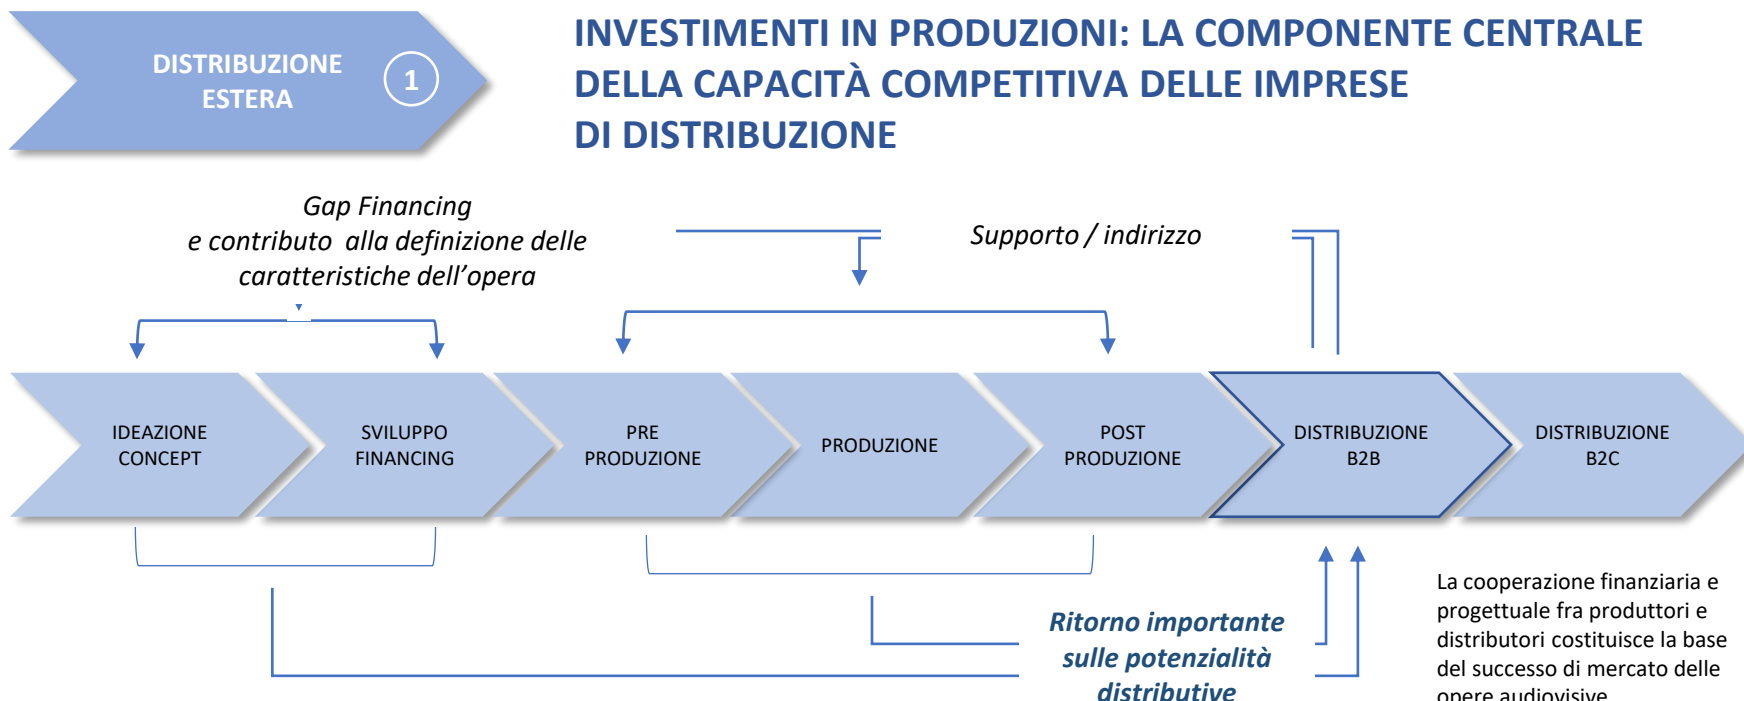 DISTRIBUZIONE
ESTERA
1
INVESTIMENTI IN PRODUZIONI: LA COMPONENTE CENTRALE
DELLA CAPACITÀ COMPETITIVA DELLE IMPRESE
DI DISTRIBUZIONE
Gap Financing
e contributo alla definizione delle
caratteristiche dell'opera
Supporto / indirizzo
IDEAZIONE
CONCEPT
SVILUPPO
FINANCING
PRE
PRODUZIONE
PRODUZIONE
POST
PRODUZIONE
DISTRIBUZIONE
B2B
DISTRIBUZIONE
B2C
Ritorno importante
sulle potenzialità
distributive
La cooperazione finanziaria e
progettuale fra produttori e
distributori costituisce la base
del successo di mercato delle
opere audiovisive